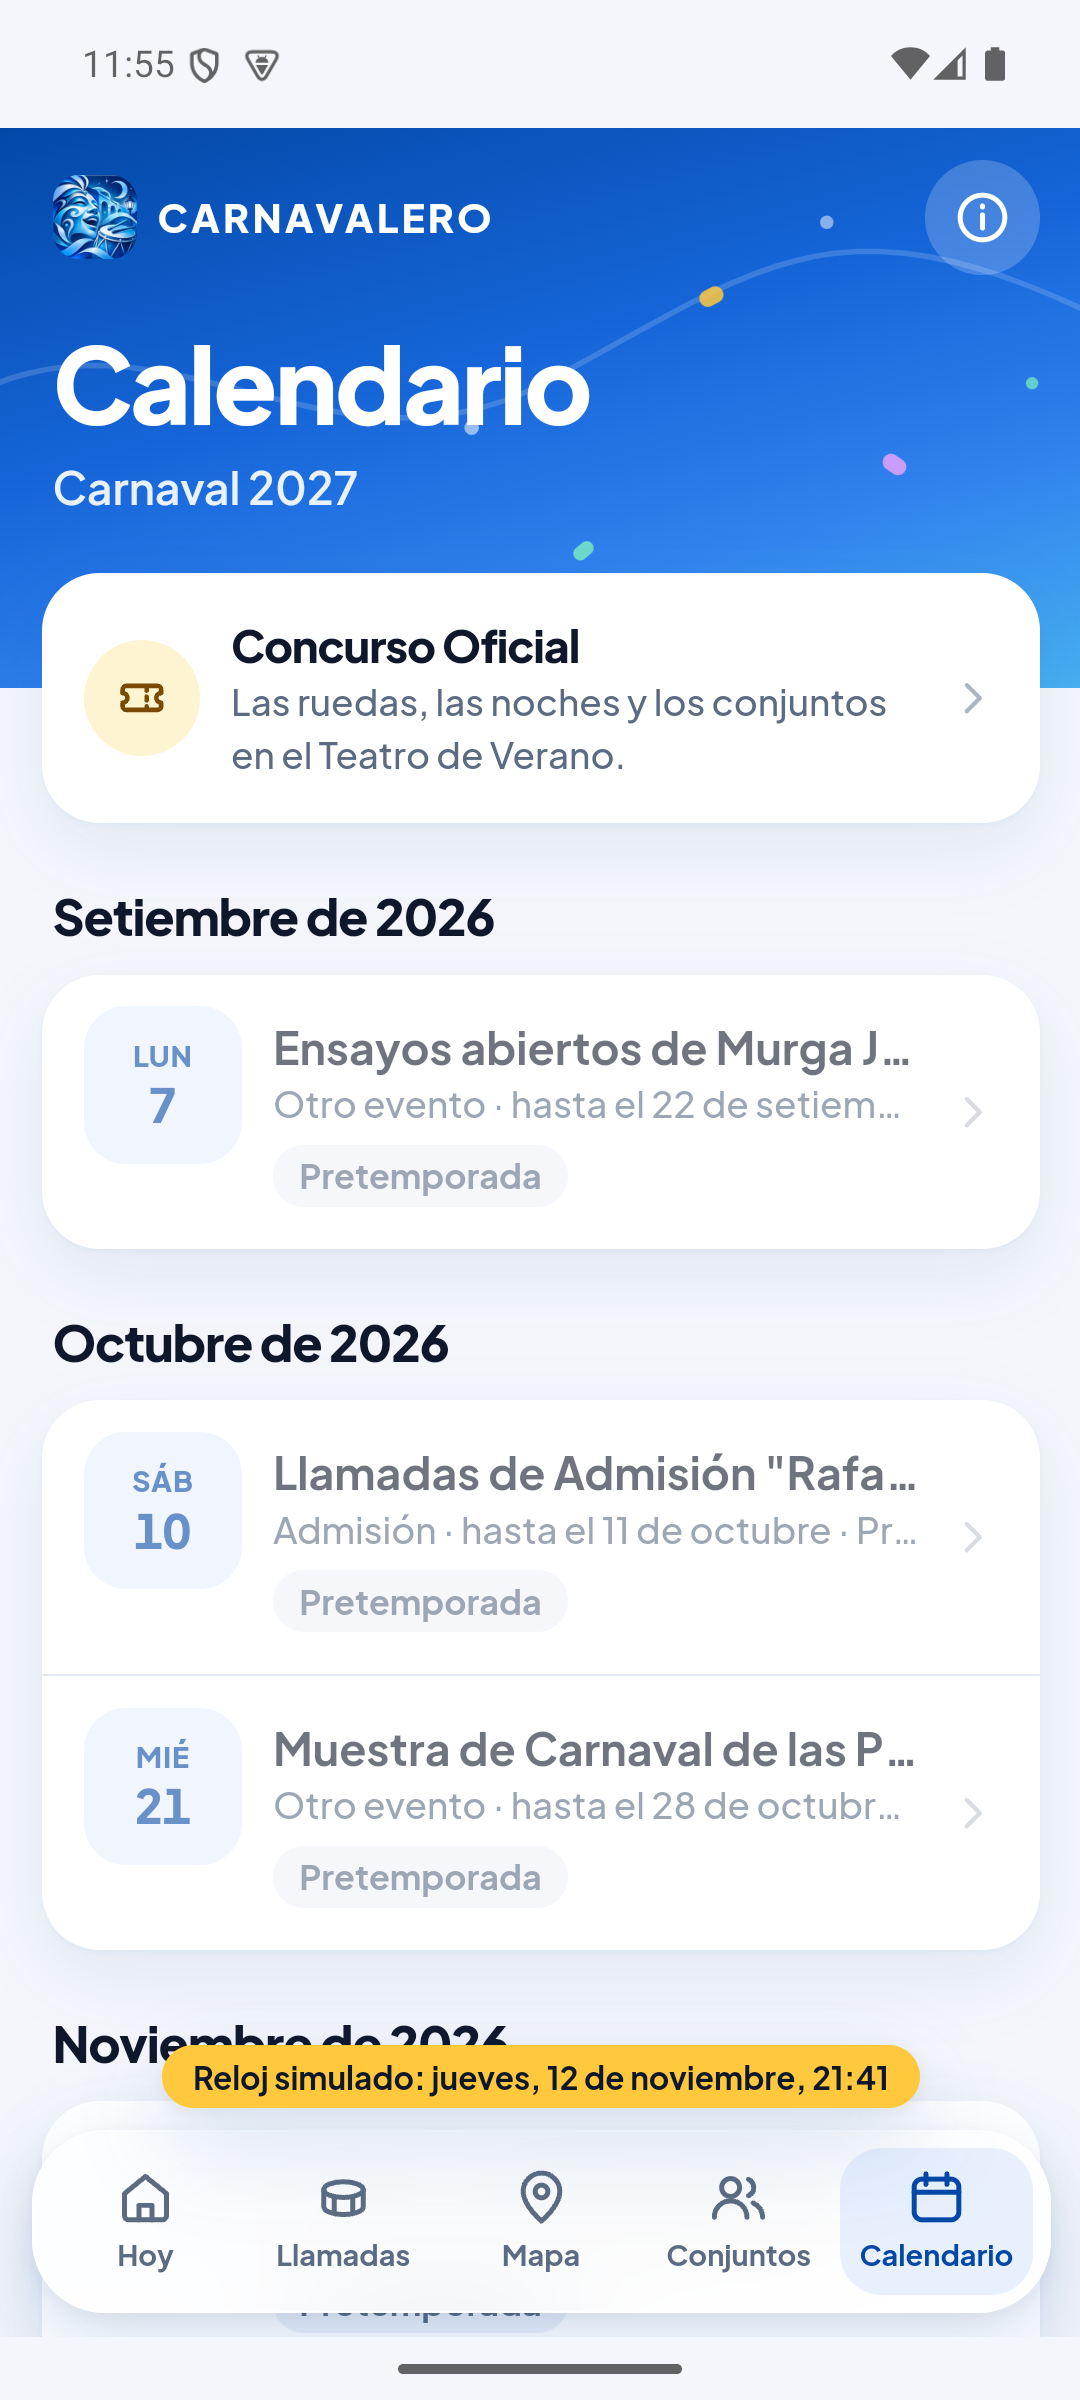 11:55
CARNAVALERO
Calendario
Carnaval 2027
Concurso Oficial
Las ruedas, las noches y los conjuntos
en el Teatro de Verano.
Setiembre de 2026
LUN
7
Ensayos abiertos de Murga J…
Otro evento · hasta el 22 de setiem…
Pretemporada
Octubre de 2026
SÁB
10
Llamadas de Admisión "Rafa…
Admisión · hasta el 11 de octubre · Pr…
Pretemporada
MIÉ
21
Muestra de Carnaval de las P…
Otro evento · hasta el 28 de octubr…
Pretemporada
Noviembre de 2026
Reloj simulado: jueves, 12 de noviembre, 21:41
Hoy
Llamadas
Mapa
Conjuntos
Calendario
Pretemporada